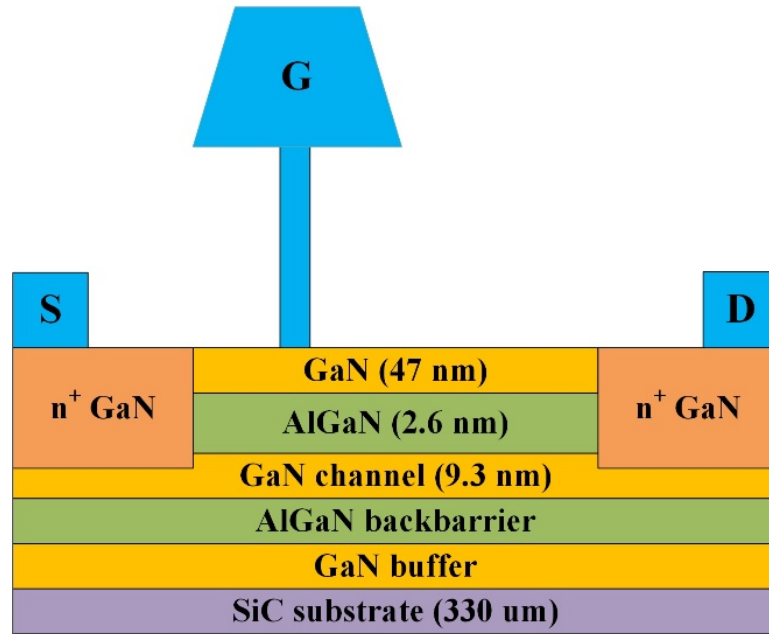 G
S
D
GaN (47 nm)
n⁺ GaN
n⁺ GaN
AlGaN (2.6 nm)
GaN channel (9.3 nm)
AlGaN backbarrier
GaN buffer
SiC substrate (330 um)